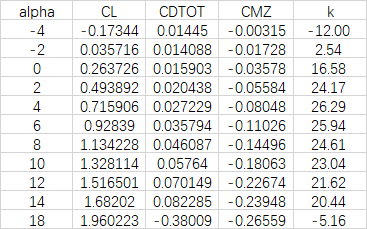 alpha CL CDTOT CMZ k
-4 -0.17344 0.01445 -0.00315 -12.00
-2 0.035716 0.014088 -0.01728 2.54
0 0.263726 0.015903 -0.03578 16.58
2 0.493892 0.020438 -0.05584 24.17
4 0.715906 0.027229 -0.08048 26.29
6 0.92839 0.035794 -0.11026 25.94
8 1.134228 0.046087 -0.14496 24.61
10 1.328114 0.05764 -0.18063 23.04
12 1.516501 0.070149 -0.22674 21.62
14 1.68202 0.082285 -0.23948 20.44
18 1.960223 -0.38009 -0.26559 -5.16